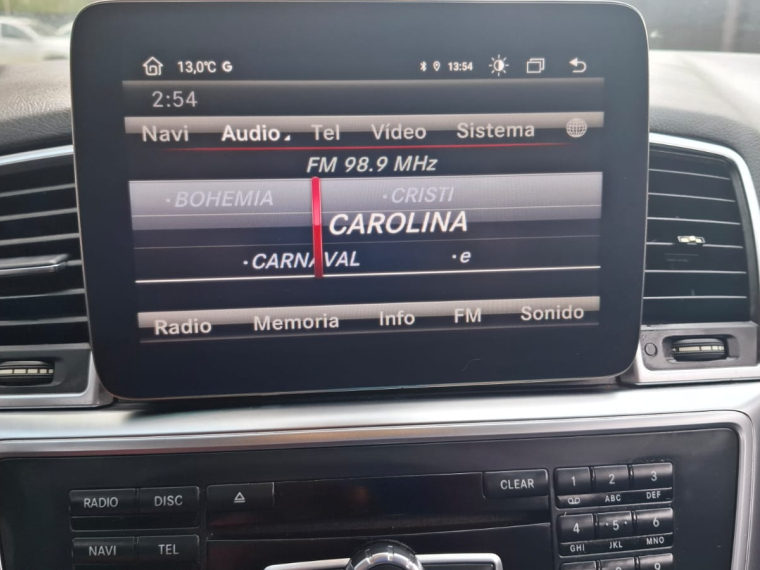 13,0°C G 13:54
2:54
Navi Audio Tel Vídeo Sistema
FM 98.9 MHz
·BOHEMIA ·CRISTI
CAROLINA
·CARNAVAL ·e
Radio Memoria Info FM Sonido
RADIO DISC CLEAR 1 2 3
ABC DEF
NAVI TEL 4 5 6
GHI JKL MNO